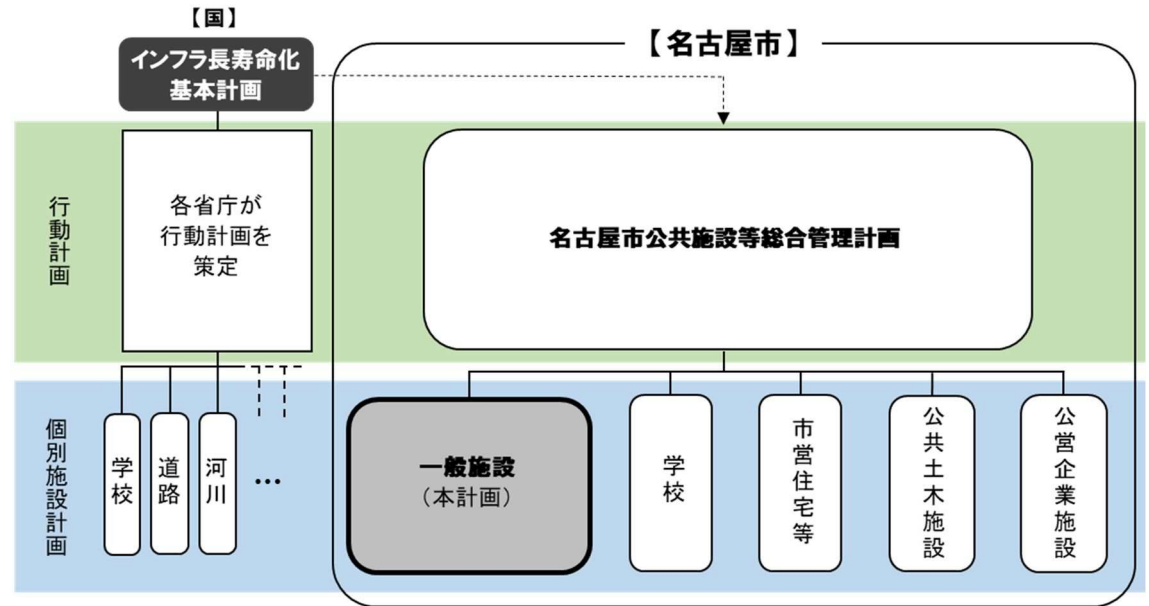 【国】
インフラ長寿命化
基本計画
【名古屋市】
行動計画
各省庁が
行動計画を
策定
名古屋市公共施設等総合管理計画
個別施設計画
学校
道路
河川
…
一般施設
（本計画）
学校
市営住宅等
公共土木施設
公営企業施設